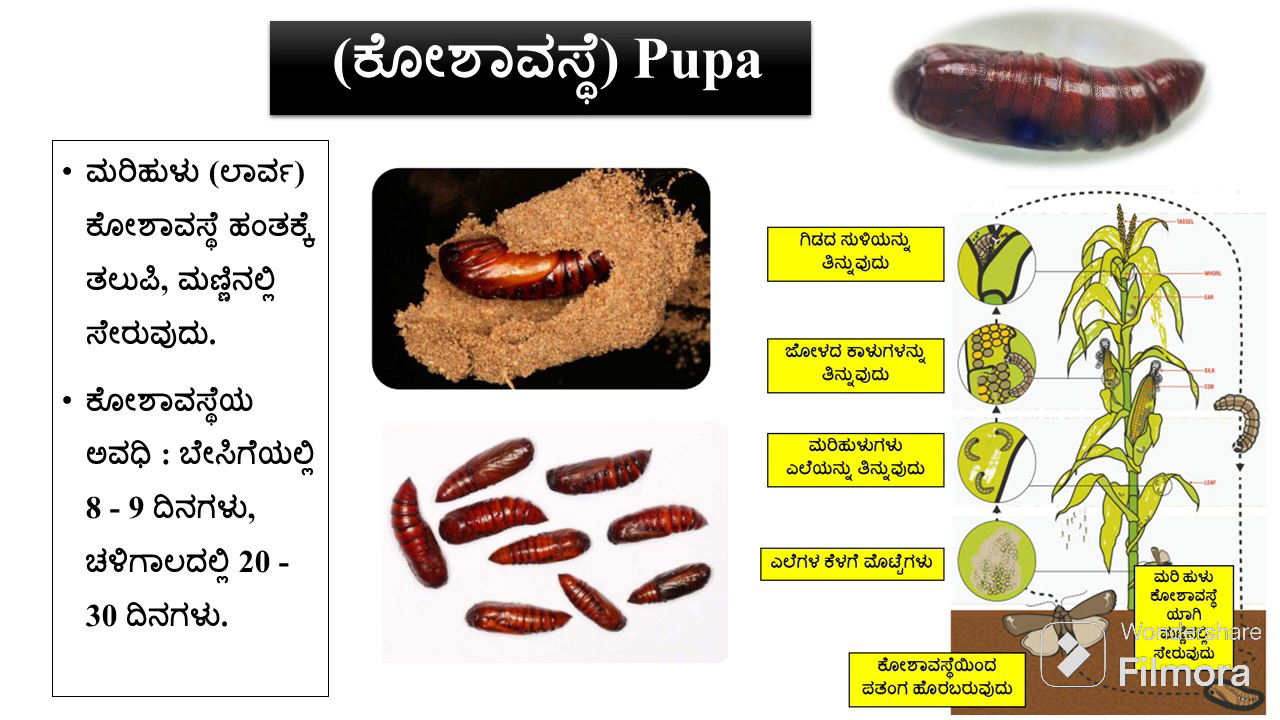 (ಕೋಶಾವಸ್ಥೆ) Pupa
• ಮರಿಹುಳು (ಲಾರ್ವ)
ಕೋಶಾವಸ್ಥೆ ಹಂತಕ್ಕೆ
ತಲುಪಿ, ಮಣ್ಣಿನಲ್ಲಿ
ಸೇರುವುದು.
• ಕೋಶಾವಸ್ಥೆಯ
ಅವಧಿ : ಬೇಸಿಗೆಯಲ್ಲಿ
8 - 9 ದಿನಗಳು,
ಚಳಿಗಾಲದಲ್ಲಿ 20 -
30 ದಿನಗಳು.
ಗಿಡದ ಸುಳಿಯನ್ನು
ತಿನ್ನುವುದು
ಜೋಳದ ಕಾಳುಗಳನ್ನು
ತಿನ್ನುವುದು
ಮರಿಹುಳುಗಳು
ಎಲೆಯನ್ನು ತಿನ್ನುವುದು
ಎಲೆಗಳ ಕೆಳಗೆ ಮೊಟ್ಟೆಗಳು
ಕೋಶಾವಸ್ಥೆಯಿಂದ
ಪತಂಗ ಹೊರಬರುವುದು
TASSEL
WHORL
EAR
SILK
COB
LEAF
ಮರಿ ಹುಳು
ಕೋಶಾವಸ್ಥೆ
ಯಾಗಿ
ಸೇರುವುದು
Wondershare
Filmora